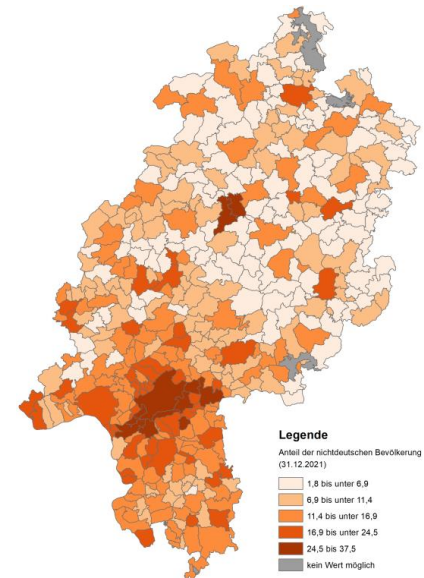 Legende
Anteil der nichtdeutschen Bevölkerung
(31.12.2021)
1,8 bis unter 6,9
6,9 bis unter 11,4
11,4 bis unter 16,9
16,9 bis unter 24,5
24,5 bis 37,5
kein Wert möglich